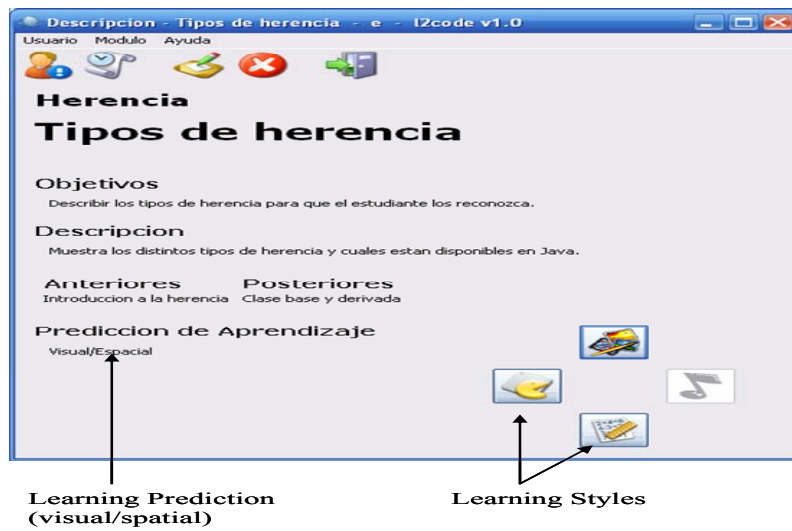 Descripcion - Tipos de herencia - e - l2code v1.0
Usuario Modulo Ayuda
Herencia
Tipos de herencia
Objetivos
Describir los tipos de herencia para que el estudiante los reconozca.
Descripcion
Muestra los distintos tipos de herencia y cuales estan disponibles en Java.
Anteriores Posteriores
Introduccion a la herencia Clase base y derivada
Prediccion de Aprendizaje
Visual/Espacial
Learning Prediction Learning Styles
(visual/spatial)